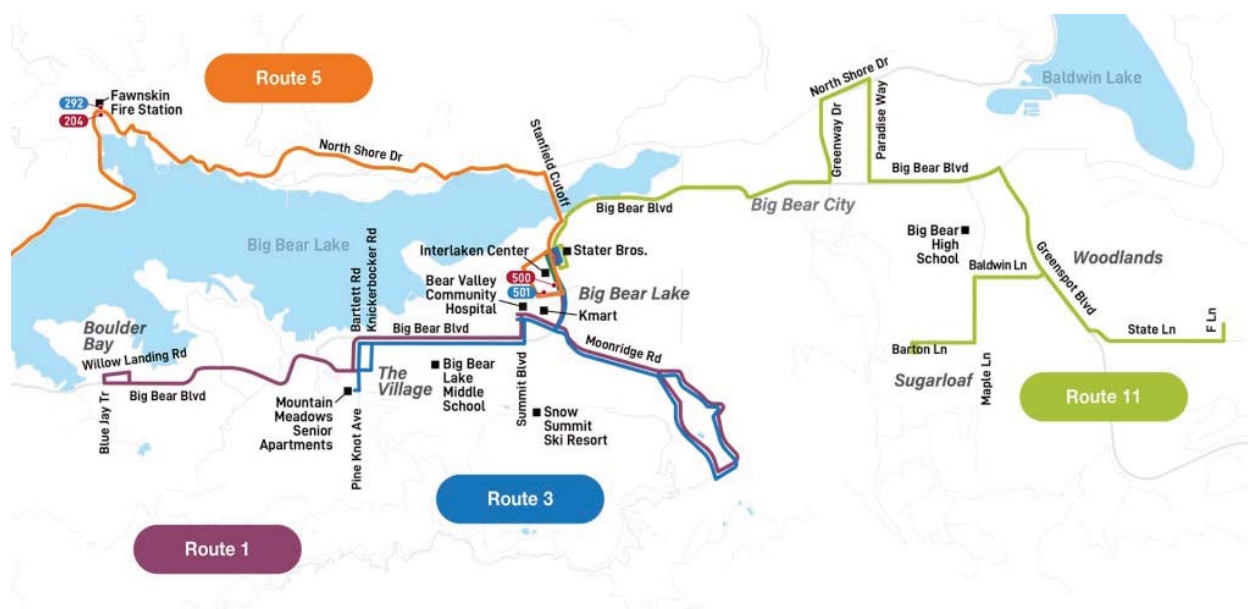 Route 5
Fawnskin
Fire Station
292
204
North Shore Dr
Stanfield Cutoff
North Shore Dr
Greenway Dr
Paradise Way
Baldwin Lake
Big Bear Blvd
Big Bear Blvd
Big Bear City
Big Bear Lake
Bartlett Rd
Knickerbocker Rd
Interlaken Center
Stater Bros.
500
501
Bear Valley
Community
Hospital
Big Bear Lake
Kmart
Big Bear
High
School
Baldwin Ln
Woodlands
Greenspot Blvd
State Ln
F Ln
Barton Ln
Sugarloaf
Maple Ln
Route 11
Boulder
Bay
Willow Landing Rd
Big Bear Blvd
Blue Jay Tr
Big Bear Blvd
The
Village
Mountain
Meadows
Senior
Apartments
Pine Knot Ave
Big Bear
Lake
Middle
School
Summit Blvd
Moonridge Rd
Snow
Summit
Ski Resort
Route 3
Route 1